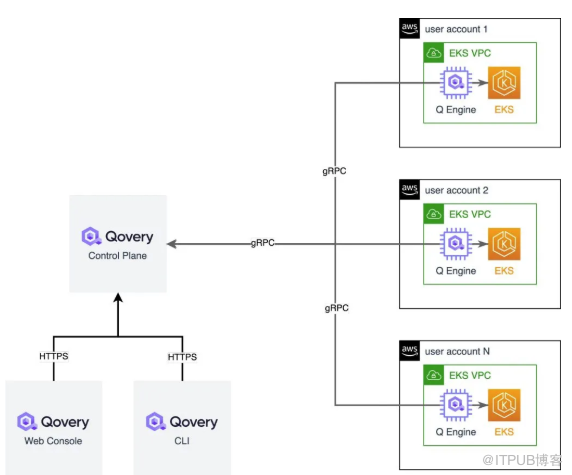 aws user account 1
EKS VPC
Q Engine EKS
gRPC
aws user account 2
EKS VPC
Qovery
Control Plane
gRPC
Q Engine EKS
gRPC
aws user account N
HTTPS HTTPS
EKS VPC
Qovery Qovery
Web Console CLI
Q Engine EKS
@ITPUB博客